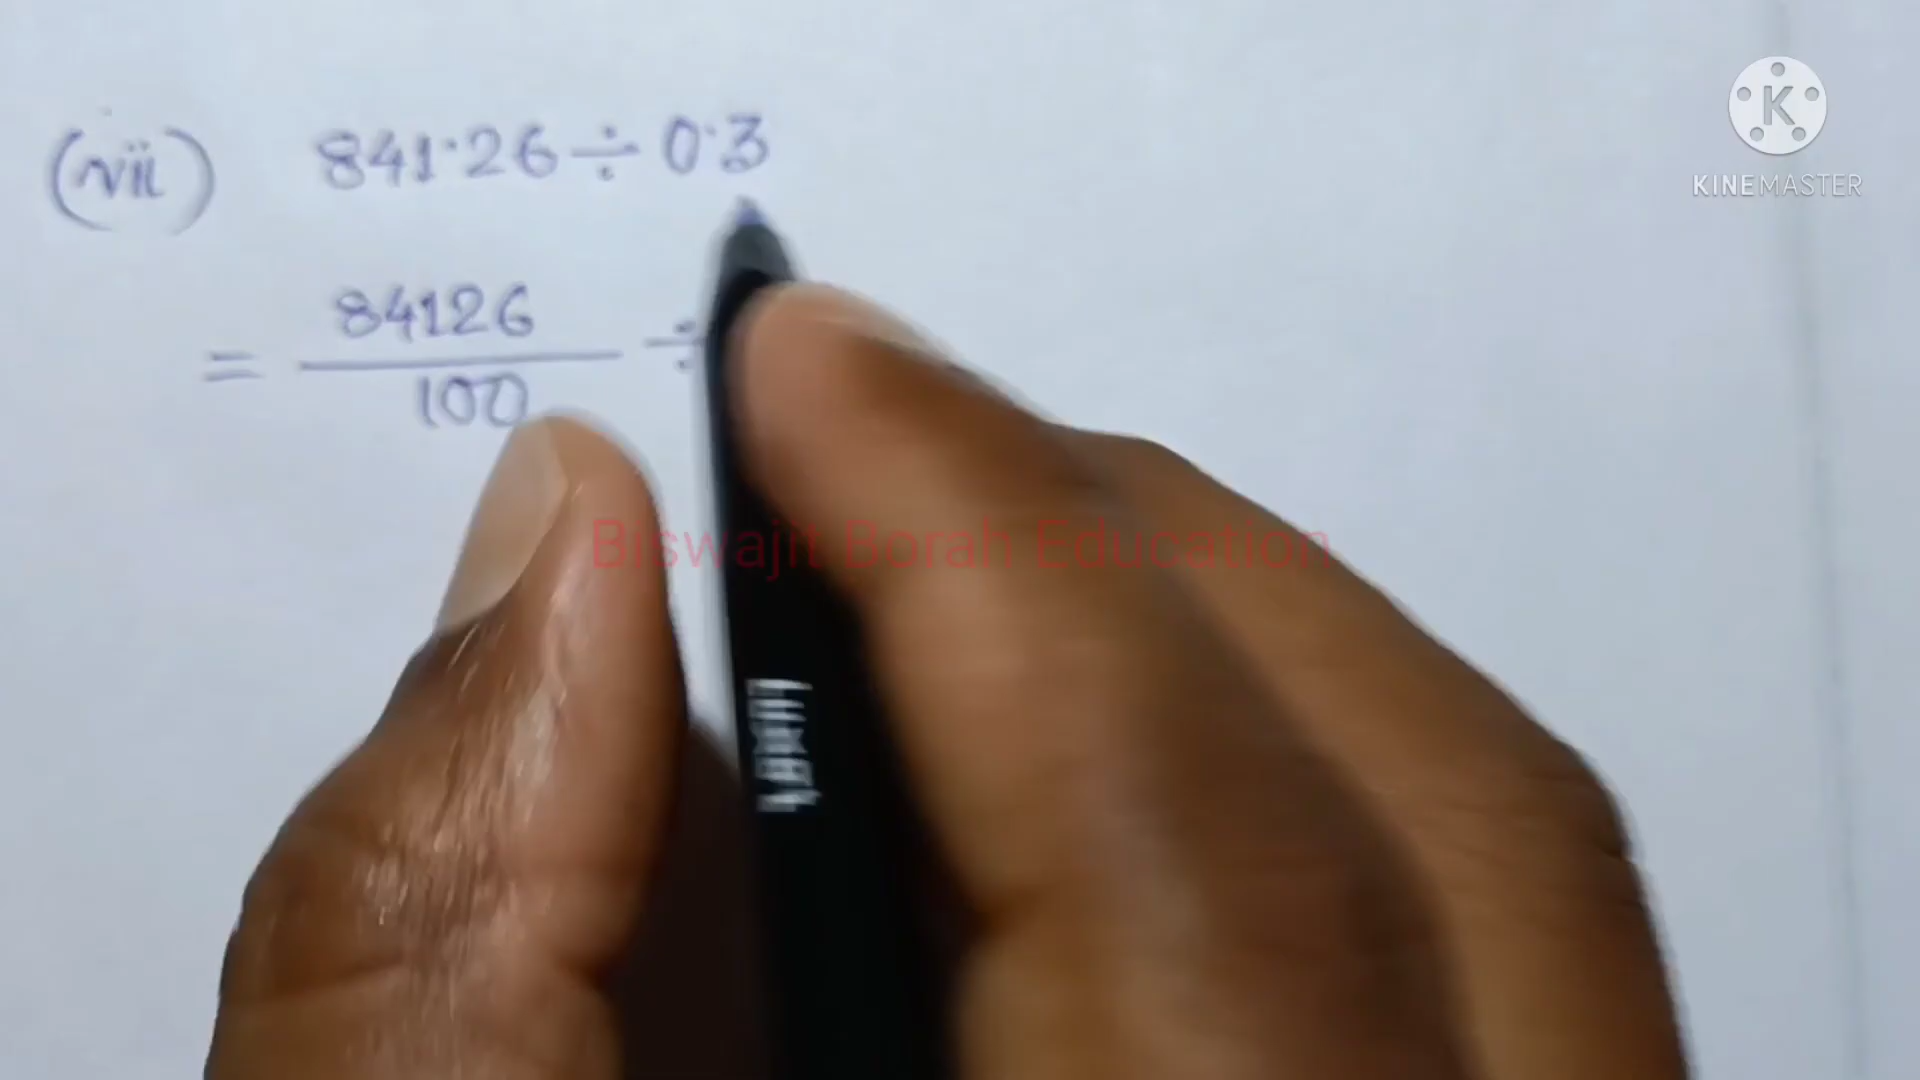 (vii) 841·26 ÷ 0·3
= 84126 ÷
100
KINEMASTER
Biswajit Borah Education